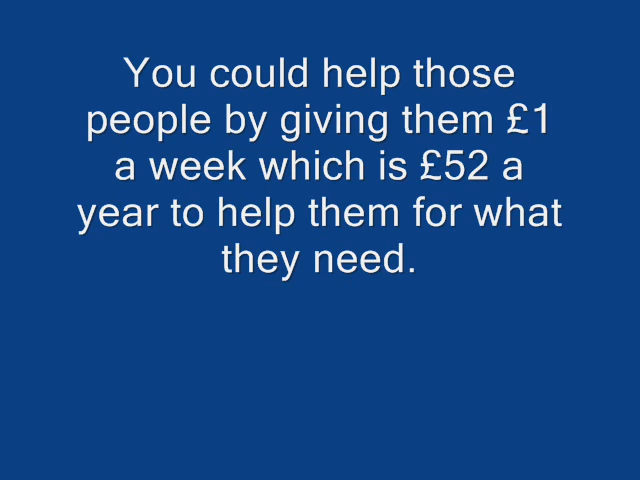 You could help those
people by giving them £1
a week which is £52 a
year to help them for what
they need.